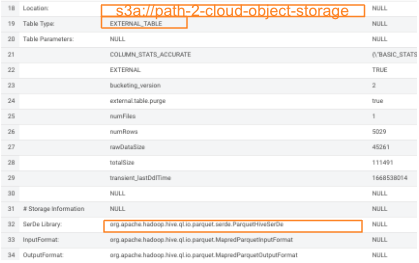 18 Location: s3a://path-2-cloud-object-storage NULL
19 Table Type: EXTERNAL_TABLE NULL
20 Table Parameters: NULL NULL
21 COLUMN_STATS_ACCURATE {\"BASIC_STATS
22 EXTERNAL TRUE
23 bucketing_version 2
24 external.table.purge true
25 numFiles 1
26 numRows 5029
27 rawDataSize 45261
28 totalSize 111491
29 transient_lastDdlTime 1668538014
30 NULL NULL
31 # Storage Information NULL NULL
32 SerDe Library: org.apache.hadoop.hive.ql.io.parquet.serde.ParquetHiveSerDe NULL
33 InputFormat: org.apache.hadoop.hive.ql.io.parquet.MapredParquetInputFormat NULL
34 OutputFormat: org.apache.hadoop.hive.ql.io.parquet.MapredParquetOutputFormat NULL